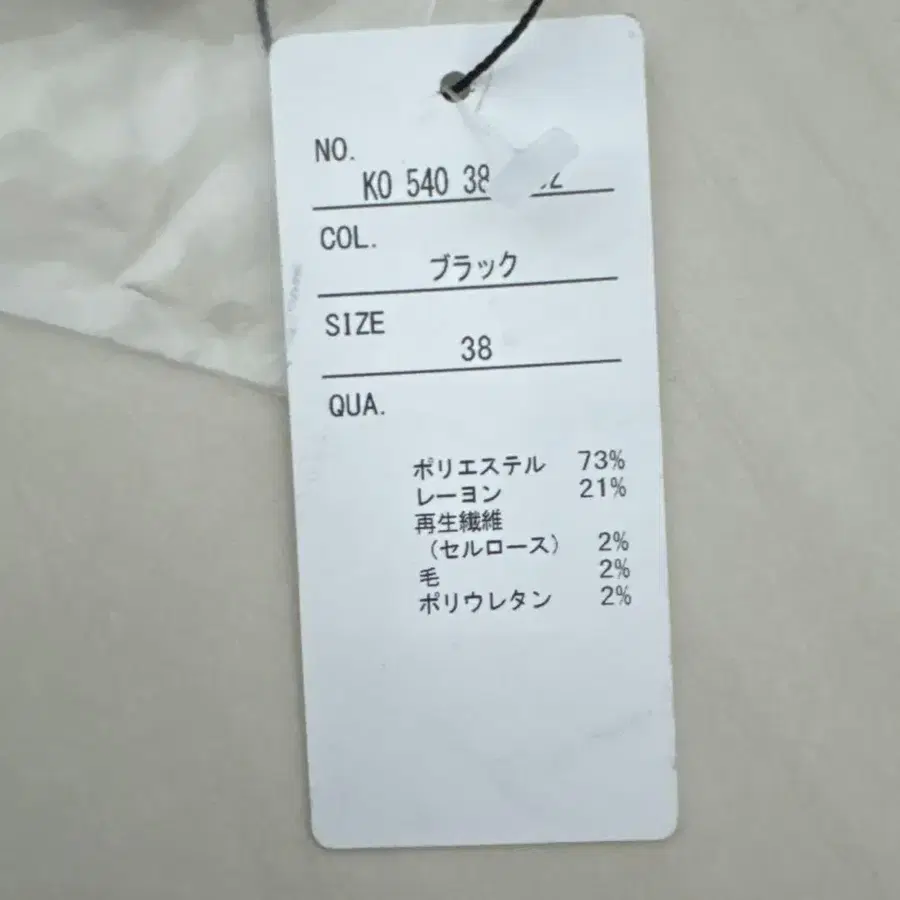 NO.
KO 540 38
COL.
ブラック
SIZE
38
QUA.
ポリエステル 73%
レーヨン 21%
再生繊維
(セルロース) 2%
毛 2%
ポリウレタン 2%